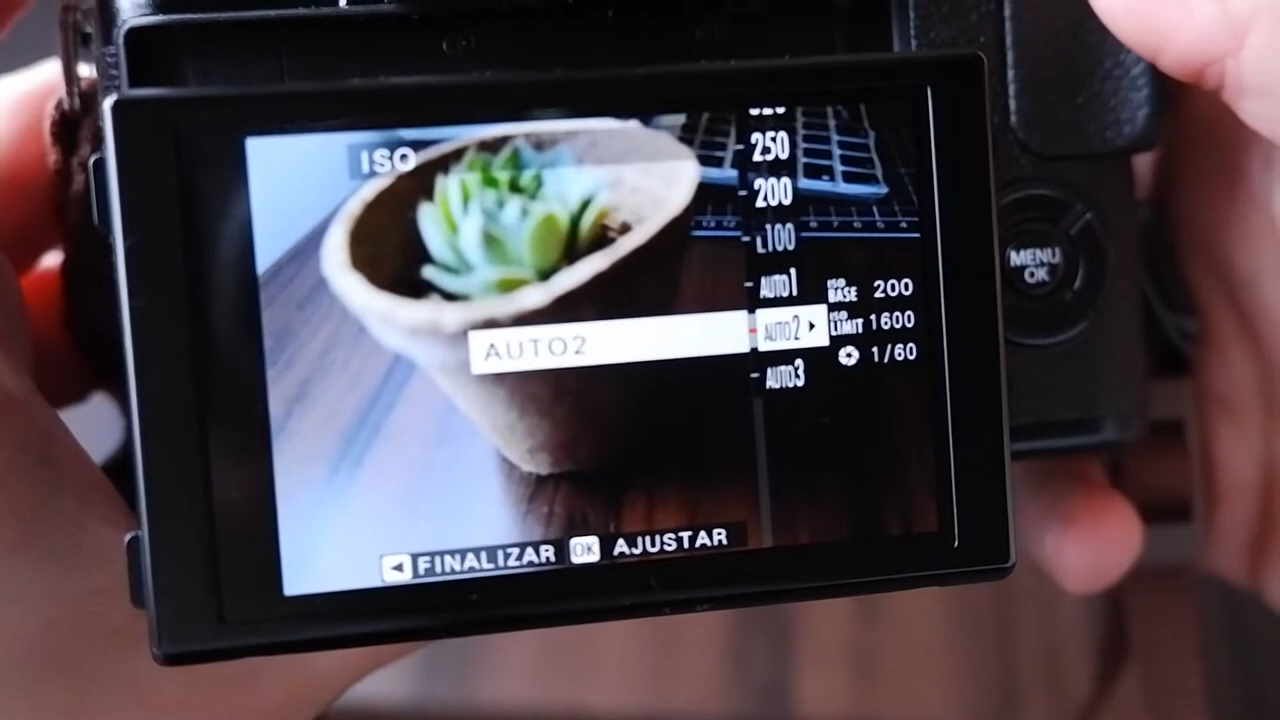 ISO
250
200
L100
AUTO1
AUTO2
AUTO2
AUTO3
ISO BASE 200
ISO LIMIT 1600
1/60
FINALIZAR OK AJUSTAR
MENU
OK